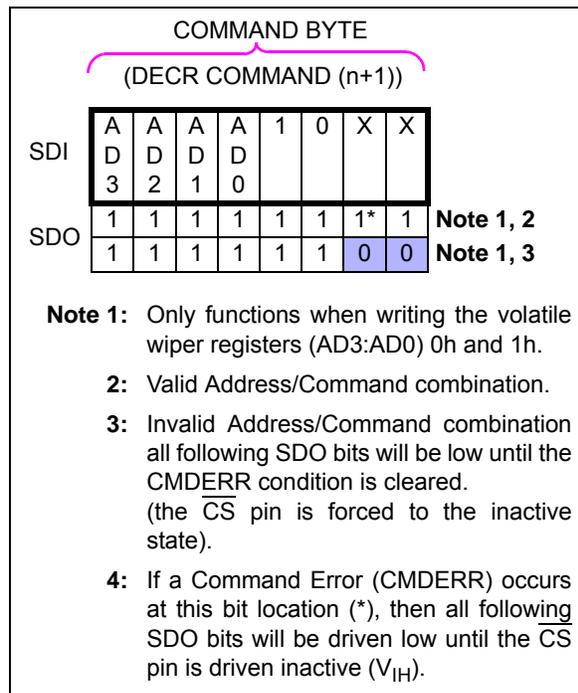 COMMAND BYTE
(DECR COMMAND (n+1))
SDI
A A A A 1 0 X X
D D D D
3 2 1 0
SDO
1 1 1 1 1 1 1* 1 Note 1, 2
1 1 1 1 1 1 0 0 Note 1, 3
Note 1: Only functions when writing the volatile
wiper registers (AD3:AD0) 0h and 1h.
2: Valid Address/Command combination.
3: Invalid Address/Command combination
all following SDO bits will be low until the
CMDERR condition is cleared.
(the CS pin is forced to the inactive
state).
4: If a Command Error (CMDERR) occurs
at this bit location (*), then all following
SDO bits will be driven low until the CS
pin is driven inactive (VIH).